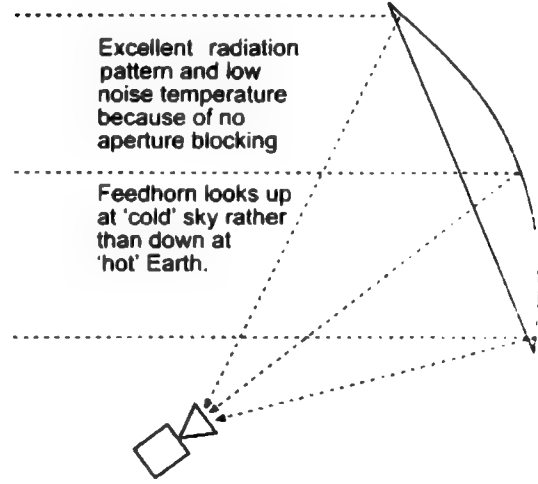 Excellent radiation
pattern and low
noise temperature
because of no
aperture blocking
Feedhorn looks up
at 'cold' sky rather
than down at
'hot' Earth.